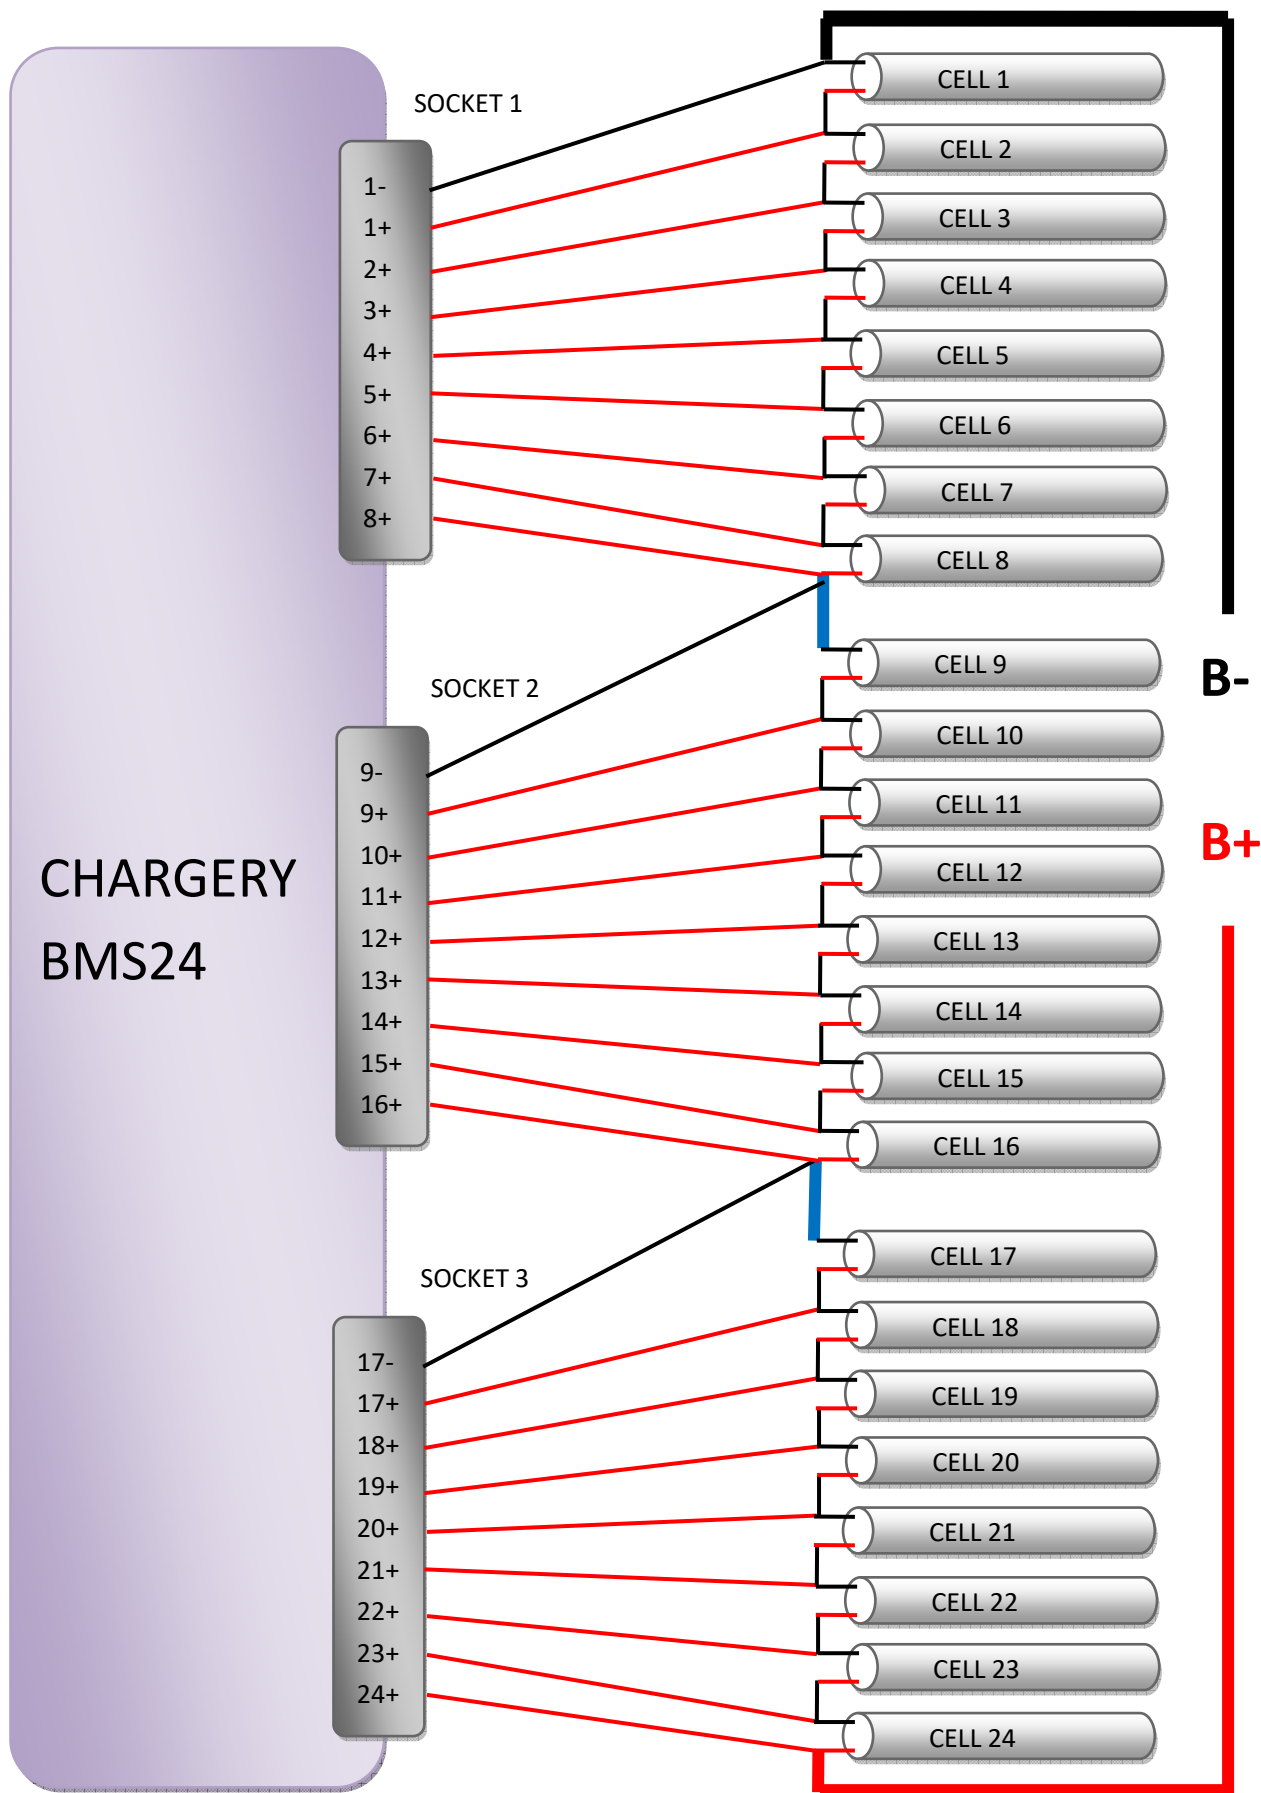 SOCKET 1
1-
1+
2+
3+
4+
5+
6+
7+
8+
CELL 1
CELL 2
CELL 3
CELL 4
CELL 5
CELL 6
CELL 7
CELL 8
SOCKET 2
9-
9+
10+
11+
12+
13+
14+
15+
16+
CELL 9
CELL 10
CELL 11
CELL 12
CELL 13
CELL 14
CELL 15
CELL 16
B-
B+
CHARGERY
BMS24
SOCKET 3
17-
17+
18+
19+
20+
21+
22+
23+
24+
CELL 17
CELL 18
CELL 19
CELL 20
CELL 21
CELL 22
CELL 23
CELL 24